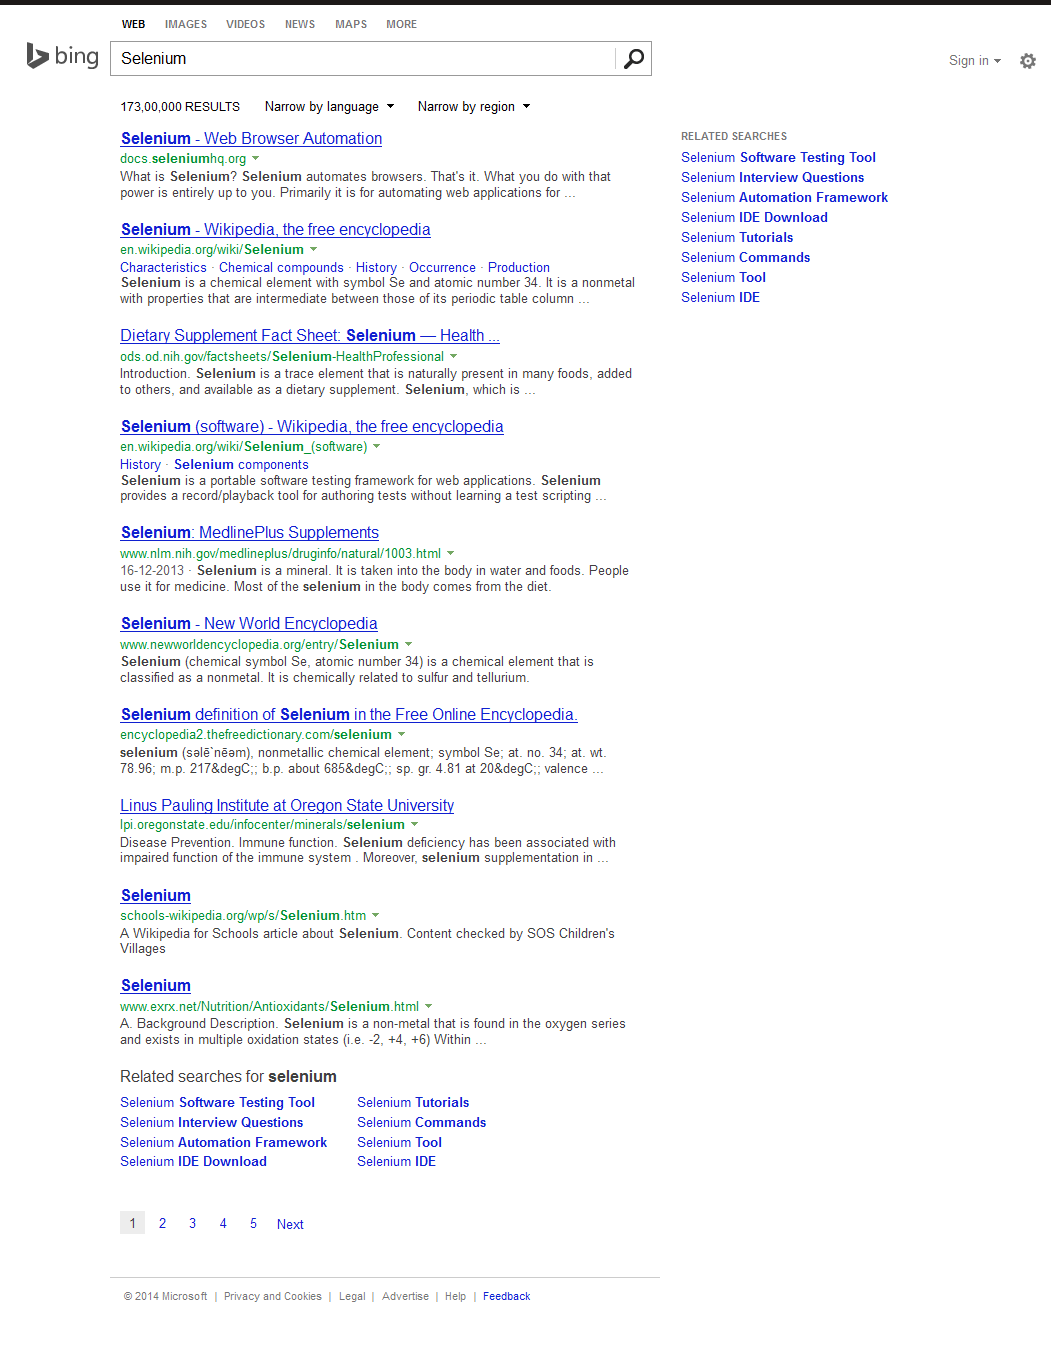 WEB IMAGES VIDEOS NEWS MAPS MORE
bing
Selenium
Sign in
173,00,000 RESULTS Narrow by language Narrow by region
Selenium - Web Browser Automation
docs.seleniumhq.org
What is Selenium? Selenium automates browsers. That's it. What you do with that
power is entirely up to you. Primarily it is for automating web applications for ...
Selenium - Wikipedia, the free encyclopedia
en.wikipedia.org/wiki/Selenium
Characteristics · Chemical compounds · History · Occurrence · Production
Selenium is a chemical element with symbol Se and atomic number 34. It is a nonmetal
with properties that are intermediate between those of its periodic table column ...
Dietary Supplement Fact Sheet: Selenium — Health ...
ods.od.nih.gov/factsheets/Selenium-HealthProfessional
Introduction. Selenium is a trace element that is naturally present in many foods, added
to others, and available as a dietary supplement. Selenium, which is ...
Selenium (software) - Wikipedia, the free encyclopedia
en.wikipedia.org/wiki/Selenium_(software)
History · Selenium components
Selenium is a portable software testing framework for web applications. Selenium
provides a record/playback tool for authoring tests without learning a test scripting ...
Selenium: MedlinePlus Supplements
www.nlm.nih.gov/medlineplus/druginfo/natural/1003.html
16-12-2013 · Selenium is a mineral. It is taken into the body in water and foods. People
use it for medicine. Most of the selenium in the body comes from the diet.
Selenium - New World Encyclopedia
www.newworldencyclopedia.org/entry/Selenium
Selenium (chemical symbol Se, atomic number 34) is a chemical element that is
classified as a nonmetal. It is chemically related to sulfur and tellurium.
Selenium definition of Selenium in the Free Online Encyclopedia.
encyclopedia2.thefreedictionary.com/selenium
selenium (səlē`nēəm), nonmetallic chemical element; symbol Se; at. no. 34; at. wt.
78.96; m.p. 217&degC;; b.p. about 685&degC;; sp. gr. 4.81 at 20&degC;; valence ...
Linus Pauling Institute at Oregon State University
lpi.oregonstate.edu/infocenter/minerals/selenium
Disease Prevention. Immune function. Selenium deficiency has been associated with
impaired function of the immune system . Moreover, selenium supplementation in ...
Selenium
schools-wikipedia.org/wp/s/Selenium.htm
A Wikipedia for Schools article about Selenium. Content checked by SOS Children's
Villages
Selenium
www.exrx.net/Nutrition/Antioxidants/Selenium.html
A. Background Description. Selenium is a non-metal that is found in the oxygen series
and exists in multiple oxidation states (i.e. -2, +4, +6) Within ...
Related searches for selenium
Selenium Software Testing Tool
Selenium Interview Questions
Selenium Automation Framework
Selenium IDE Download
Selenium Tutorials
Selenium Commands
Selenium Tool
Selenium IDE
1 2 3 4 5 Next
RELATED SEARCHES
Selenium Software Testing Tool
Selenium Interview Questions
Selenium Automation Framework
Selenium IDE Download
Selenium Tutorials
Selenium Commands
Selenium Tool
Selenium IDE
© 2014 Microsoft | Privacy and Cookies | Legal | Advertise | Help | Feedback